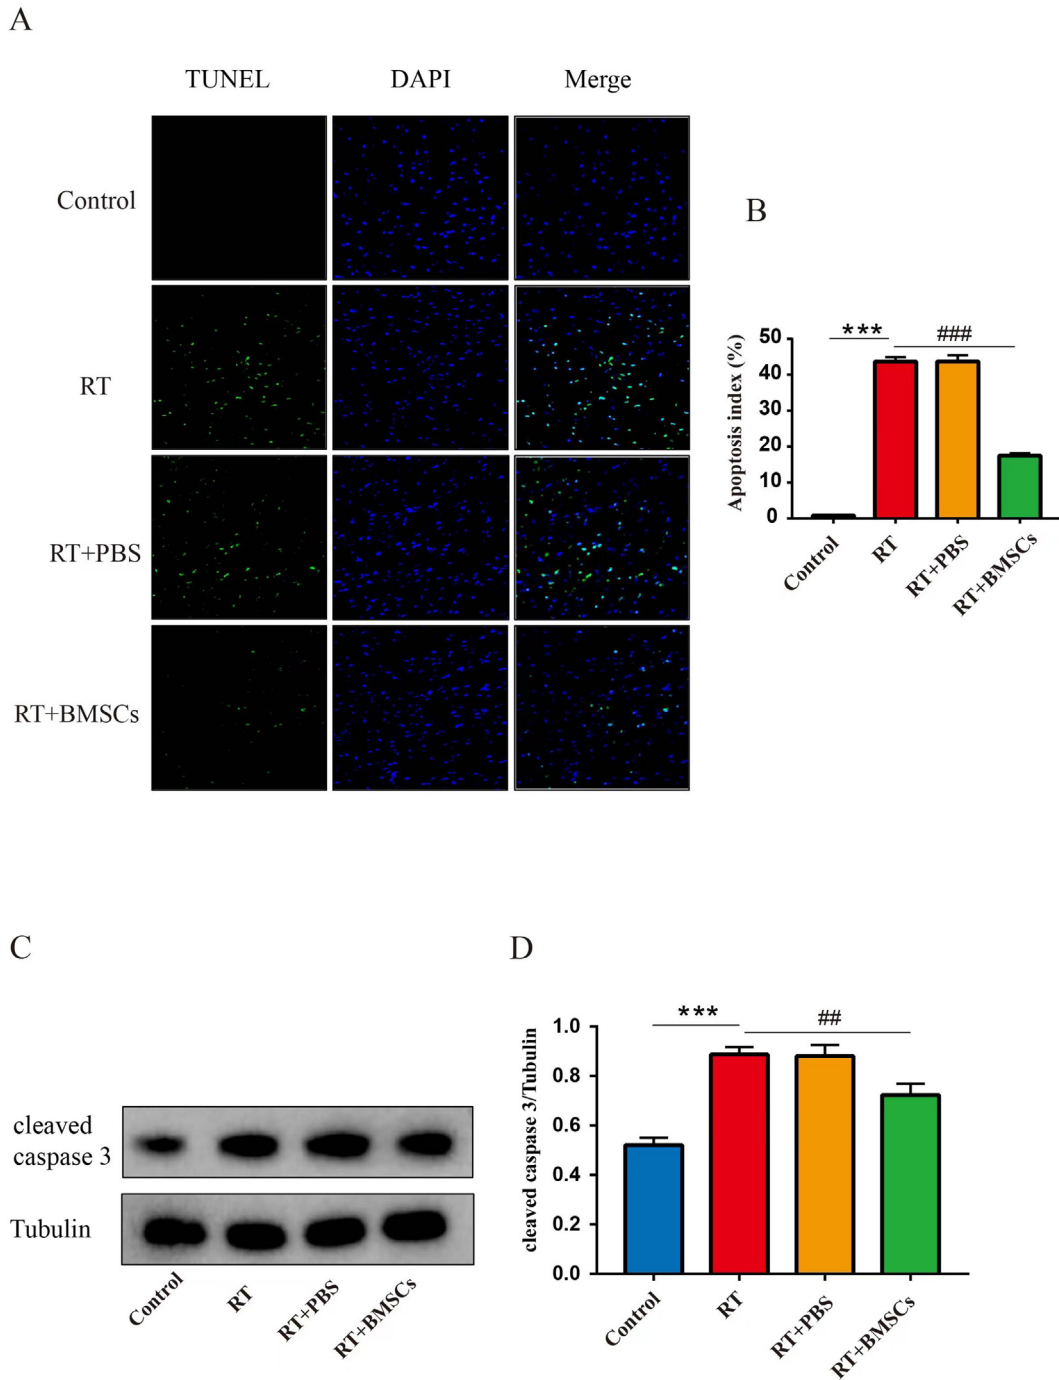 A
TUNEL DAPI Merge
Control
RT
RT+PBS
RT+BMSCs
B
*** ###
Apoptosis index (%)
50
40
30
20
10
0
Control RT RT+PBS RT+BMSCs
C
cleaved
caspase 3
Tubulin
Control RT RT+PBS RT+BMSCs
D
*** ##
cleaved caspase 3/Tubulin
1.0
0.8
0.6
0.4
0.2
0.0
Control RT RT+PBS RT+BMSCs